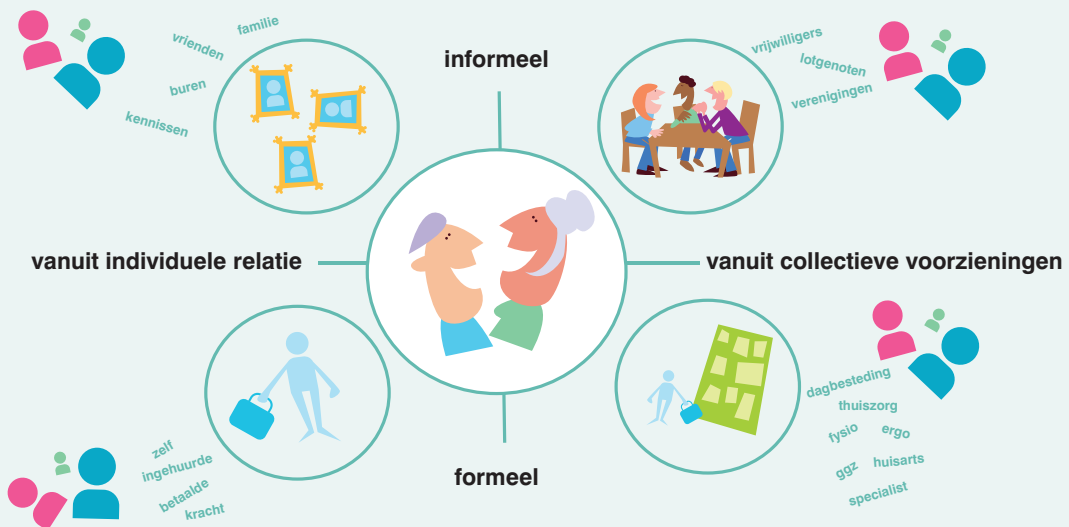 familie
vrienden
buren
kennissen
informeel
vrijwilligers
lotgenoten
verenigingen
vanuit individuele relatie
vanuit collectieve voorzieningen
zelf
ingehuurde
betaalde
kracht
formeel
dagbesteding
thuiszorg
fysio
ergo
ggz
huisarts
specialist